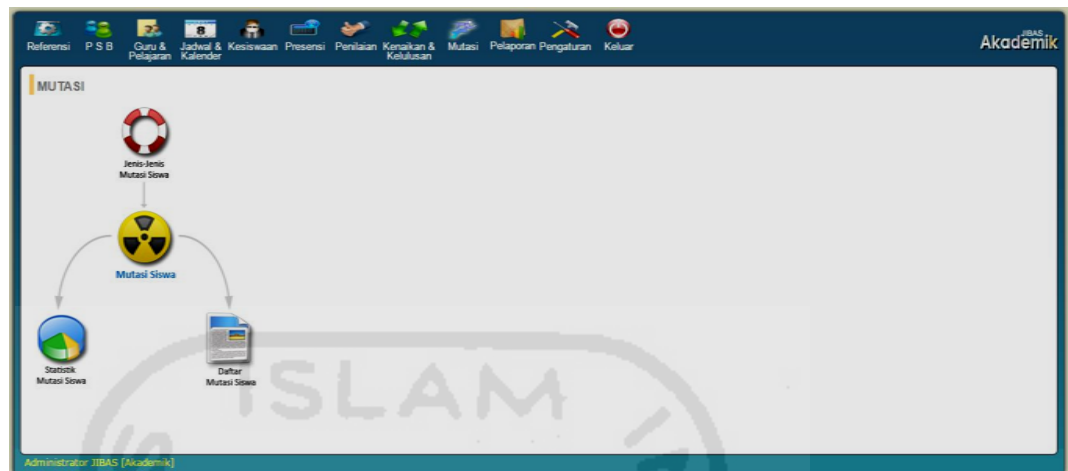 Referensi P S B Guru & Pelajaran Jadwal & Kalender Kesiswaan Presensi Penilaian Kenaikan & Kelulusan Mutasi Pelaporan Pengaturan Keluar
JIBAS
Akademik
MUTASI
Jenis-Jenis
Mutasi Siswa
Mutasi Siswa
Statistik
Mutasi Siswa
Daftar
Mutasi Siswa
ISLAM
Administrator JIBAS [Akademik]